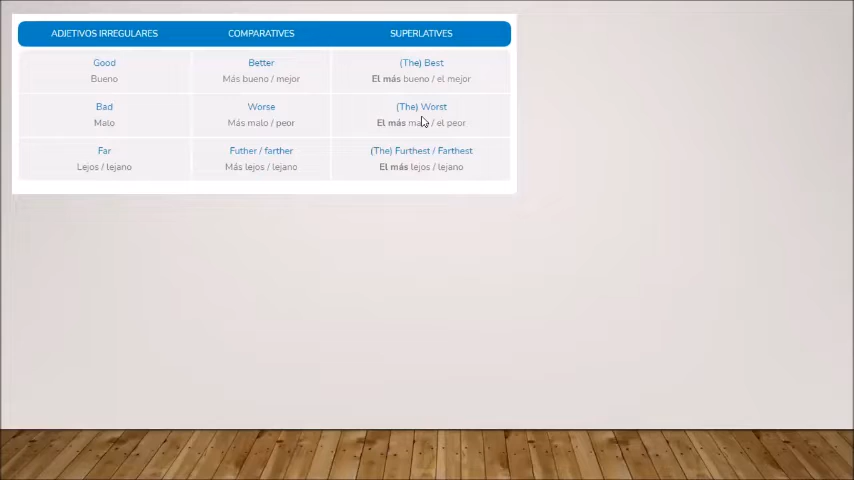 ADJETIVOS IRREGULARES COMPARATIVES SUPERLATIVES
Good Better (The) Best
Bueno Más bueno / mejor El más bueno / el mejor
Bad Worse (The) Worst
Malo Más malo / peor El más / el peor
Far Futher / farther (The) Furthest / Farthest
Lejos / lejano Más lejos / lejano El más lejos / lejano